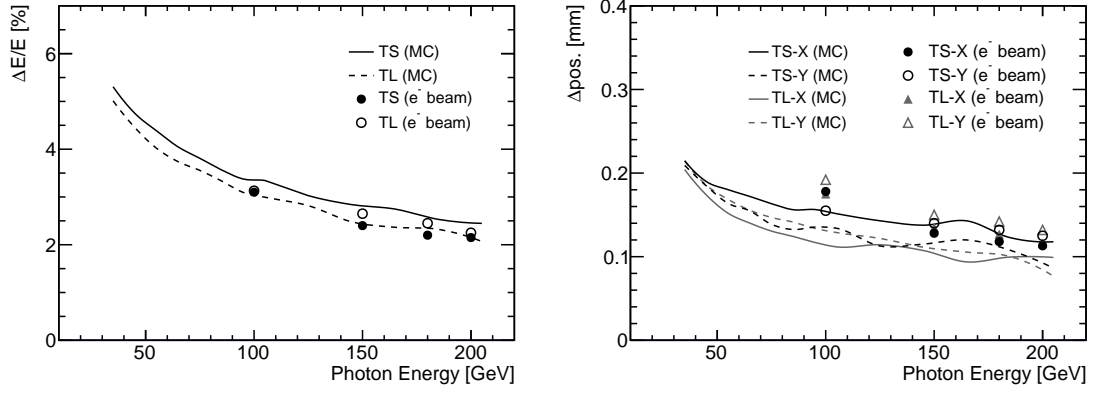 ΔE/E [%]
6
4
2
0
TS (MC)
TL (MC)
TS (e⁻ beam)
TL (e⁻ beam)
50 100 150 200
Photon Energy [GeV]
Δpos. [mm]
0.4
0.3
0.2
0.1
0
TS-X (MC) TS-X (e⁻ beam)
TS-Y (MC) TS-Y (e⁻ beam)
TL-X (MC) TL-X (e⁻ beam)
TL-Y (MC) TL-Y (e⁻ beam)
50 100 150 200
Photon Energy [GeV]